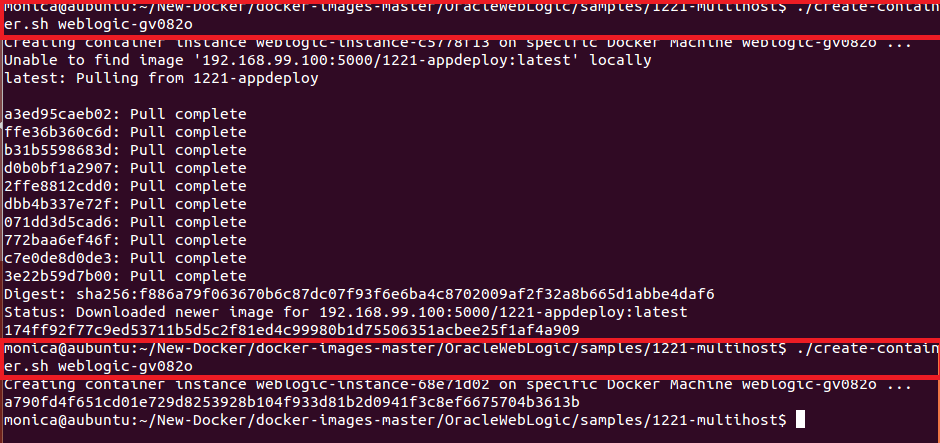 monica@aubuntu:~/New-Docker/docker-images-master/OracleWebLogic/samples/1221-multihost$ ./create-contain
er.sh weblogic-gv082o
Creating container instance weblogic-instance-c5778f13 on specific Docker Machine weblogic-gv082o ...
Unable to find image '192.168.99.100:5000/1221-appdeploy:latest' locally
latest: Pulling from 1221-appdeploy
a3ed95caeb02: Pull complete
ffe36b360c6d: Pull complete
b31b5598683d: Pull complete
d0b0bf1a2907: Pull complete
2ffe8812cdd0: Pull complete
dbb4b337e72f: Pull complete
071dd3d5cad6: Pull complete
772baa6ef46f: Pull complete
c7e0de8d0de3: Pull complete
3e22b59d7b00: Pull complete
Digest: sha256:f886a79f063670b6c87dc07f93f6e6ba4c8702009af2f32a8b665d1abbe4daf6
Status: Downloaded newer image for 192.168.99.100:5000/1221-appdeploy:latest
174ff92f77c9ed53711b5d5c2f81ed4c99980b1d75506351acbee25f1af4a909
monica@aubuntu:~/New-Docker/docker-images-master/OracleWebLogic/samples/1221-multihost$ ./create-contain
er.sh weblogic-gv082o
Creating container instance weblogic-instance-68e71d02 on specific Docker Machine weblogic-gv082o ...
a790fd4f651cd01e729d8253928b104f933d81b2d0941f3c8ef6675704b3613b
monica@aubuntu:~/New-Docker/docker-images-master/OracleWebLogic/samples/1221-multihost$